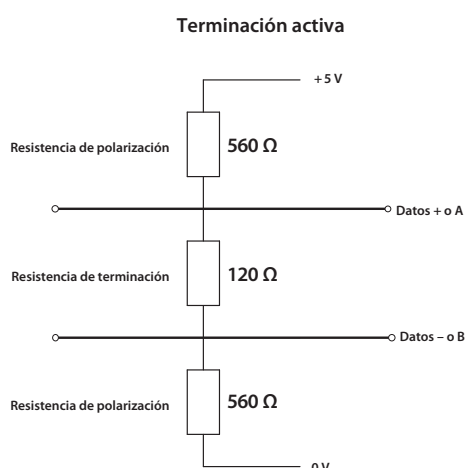 Terminación activa
+ 5 V
Resistencia de polarización
560 Ω
Datos + o A
Resistencia de terminación
120 Ω
Datos – o B
Resistencia de polarización
560 Ω
0 V